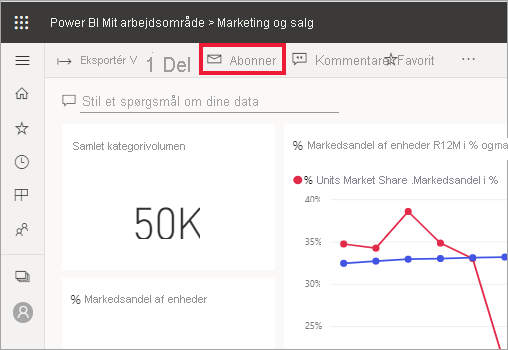 Power BI Mit arbejdsområde > Marketing og salg
Eksportér V 1 Del Abonner Kommentarer Favorit ...
Stil et spørgsmål om dine data
Samlet kategorivolumen
50K
% Markedsandel af enheder
% Markedsandel af enheder R12M i % ogma
% Units Market Share .Markedsandel i %
40%
35%
33%
25%